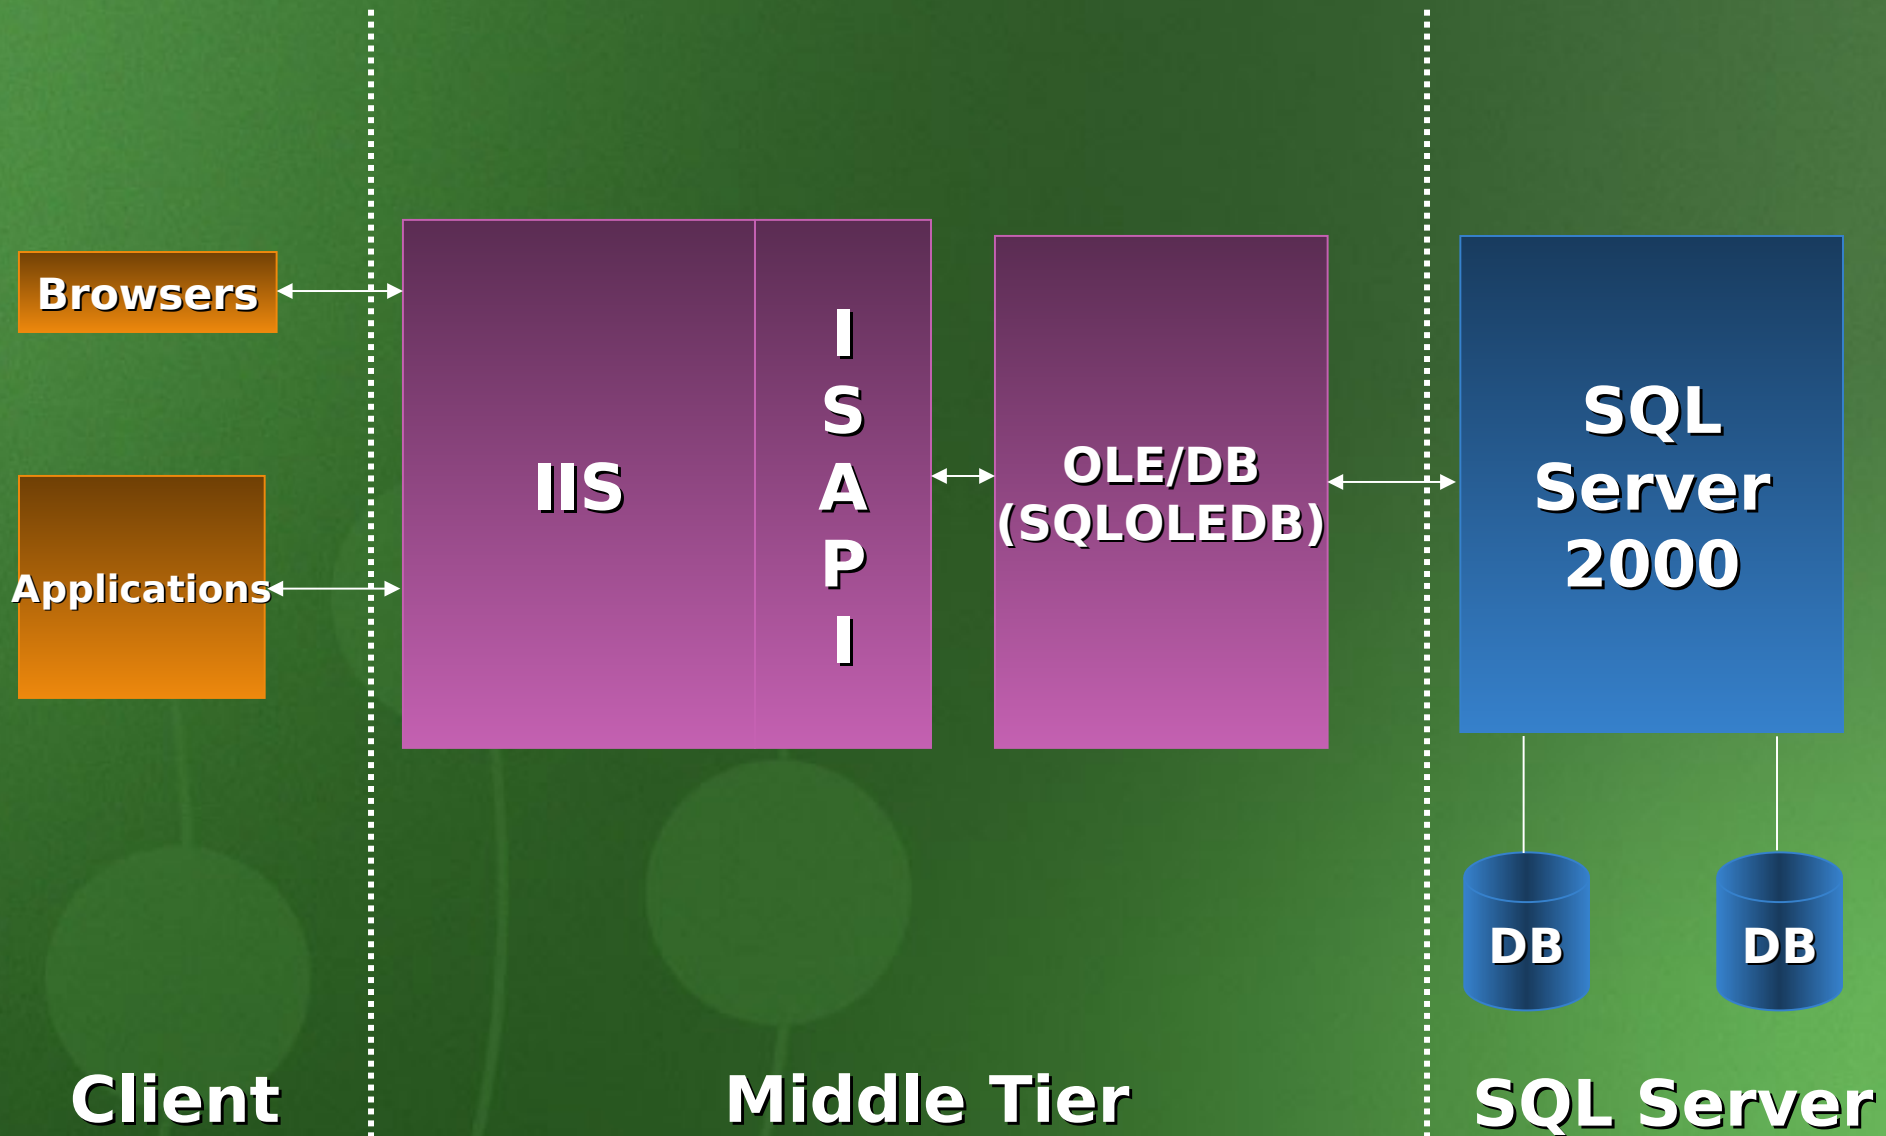 Browsers
Applications
IIS
I
S
A
P
I
OLE/DB
(SQLOLEDB)
SQL
Server
2000
DB
DB
Client
Middle Tier
SQL Server